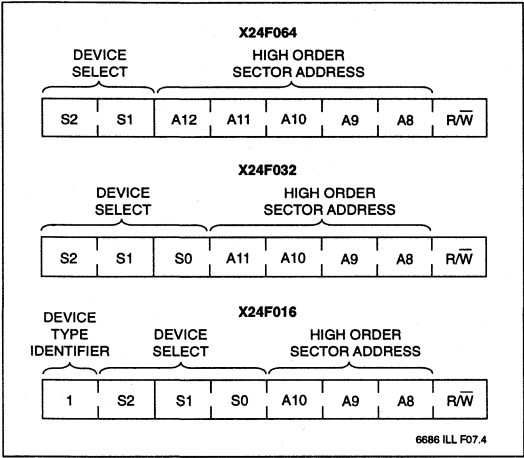 X24F064
DEVICE SELECT
HIGH ORDER SECTOR ADDRESS
S2 S1 A12 A11 A10 A9 A8 R/W̅
X24F032
DEVICE SELECT
HIGH ORDER SECTOR ADDRESS
S2 S1 S0 A11 A10 A9 A8 R/W̅
X24F016
DEVICE TYPE IDENTIFIER
DEVICE SELECT
HIGH ORDER SECTOR ADDRESS
1 S2 S1 S0 A10 A9 A8 R/W̅
6686 ILL F07.4